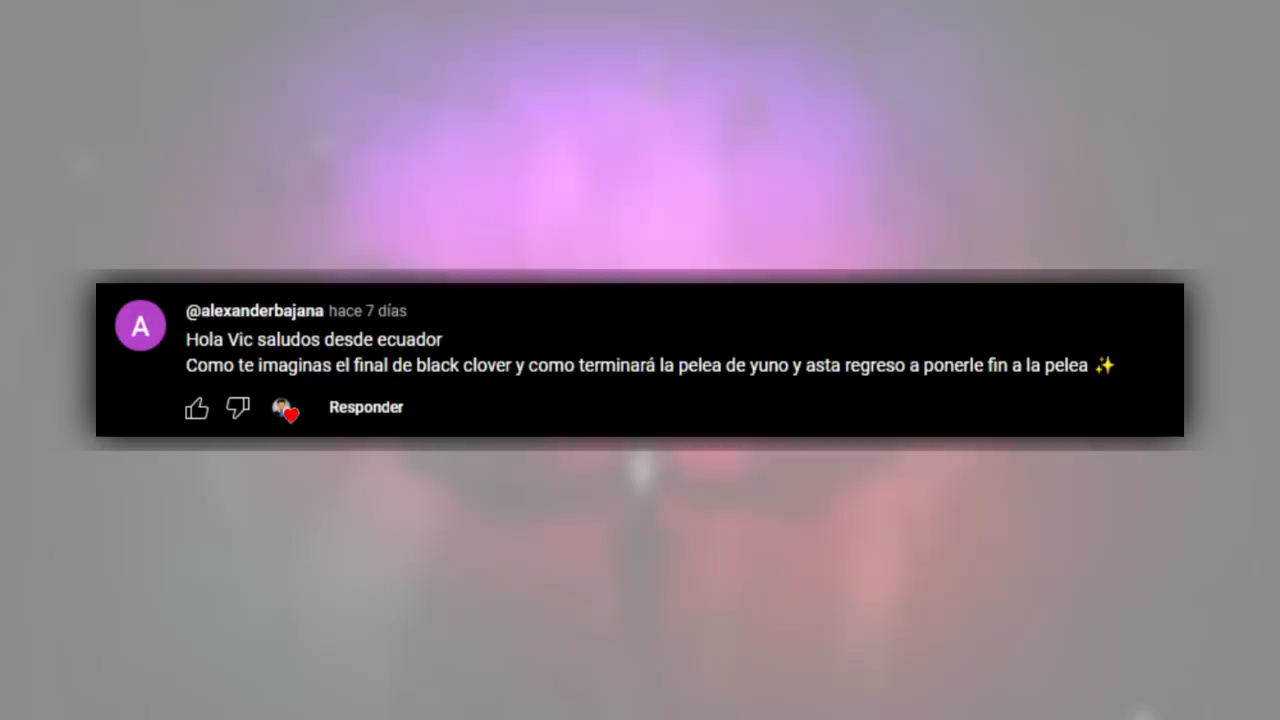 @alexanderbajana hace 7 días
Hola Vic saludos desde ecuador
Como te imaginas el final de black clover y como terminará la pelea de yuno y asta regreso a ponerle fin a la pelea ✨
A
Responder